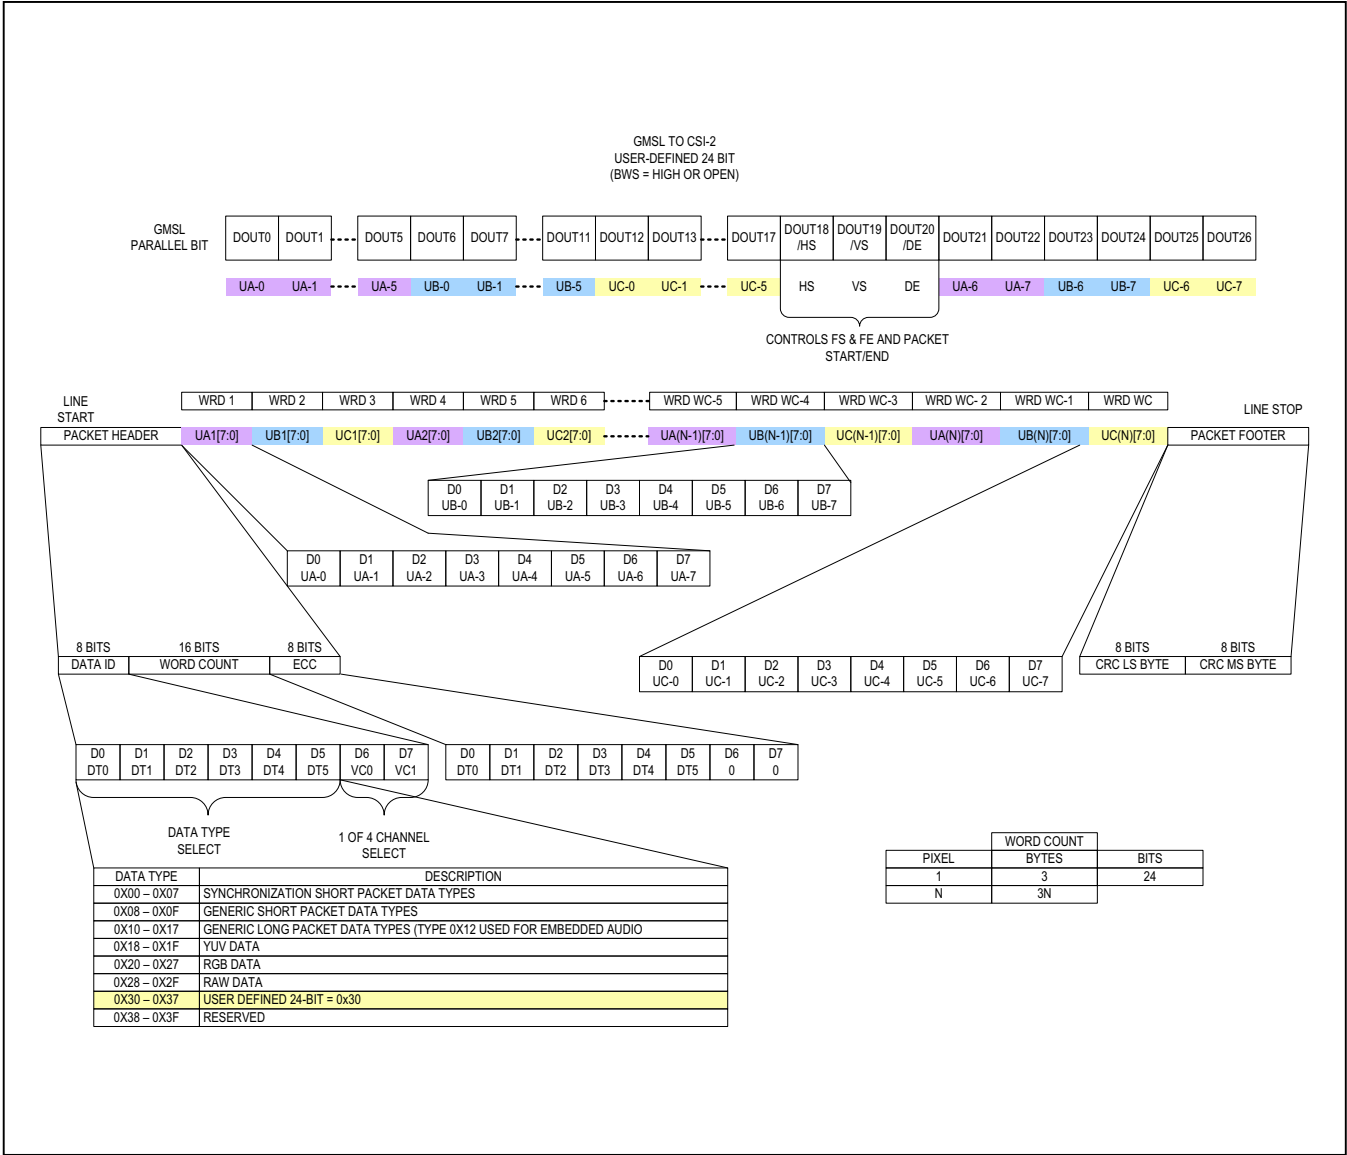 GMSL TO CSI-2
USER-DEFINED 24 BIT
(BWS = HIGH OR OPEN)
GMSL
PARALLEL BIT
DOUT0 DOUT1 DOUT5 DOUT6 DOUT7 DOUT11 DOUT12 DOUT13 DOUT17 DOUT18 /HS DOUT19 /VS DOUT20 /DE DOUT21 DOUT22 DOUT23 DOUT24 DOUT25 DOUT26
UA-0 UA-1 UA-5 UB-0 UB-1 UB-5 UC-0 UC-1 UC-5 HS VS DE UA-6 UA-7 UB-6 UB-7 UC-6 UC-7
CONTROLS FS & FE AND PACKET
START/END
LINE
START
WRD 1 WRD 2 WRD 3 WRD 4 WRD 5 WRD 6 WRD WC-5 WRD WC-4 WRD WC-3 WRD WC- 2 WRD WC-1 WRD WC
LINE STOP
PACKET HEADER UA1[7:0] UB1[7:0] UC1[7:0] UA2[7:0] UB2[7:0] UC2[7:0] UA(N-1)[7:0] UB(N-1)[7:0] UC(N-1)[7:0] UA(N)[7:0] UB(N)[7:0] UC(N)[7:0] PACKET FOOTER
D0 D1 D2 D3 D4 D5 D6 D7
UB-0 UB-1 UB-2 UB-3 UB-4 UB-5 UB-6 UB-7
D0 D1 D2 D3 D4 D5 D6 D7
UA-0 UA-1 UA-2 UA-3 UA-4 UA-5 UA-6 UA-7
8 BITS 16 BITS 8 BITS
DATA ID WORD COUNT ECC
D0 D1 D2 D3 D4 D5 D6 D7
UC-0 UC-1 UC-2 UC-3 UC-4 UC-5 UC-6 UC-7
8 BITS 8 BITS
CRC LS BYTE CRC MS BYTE
D0 D1 D2 D3 D4 D5 D6 D7
DT0 DT1 DT2 DT3 DT4 DT5 VC0 VC1
D0 D1 D2 D3 D4 D5 D6 D7
DT0 DT1 DT2 DT3 DT4 DT5 0 0
DATA TYPE
SELECT
1 OF 4 CHANNEL
SELECT
WORD COUNT
PIXEL BYTES BITS
1 3 24
N 3N
DATA TYPE DESCRIPTION
0X00 – 0X07 SYNCHRONIZATION SHORT PACKET DATA TYPES
0X08 – 0X0F GENERIC SHORT PACKET DATA TYPES
0X10 – 0X17 GENERIC LONG PACKET DATA TYPES (TYPE 0X12 USED FOR EMBEDDED AUDIO
0X18 – 0X1F YUV DATA
0X20 – 0X27 RGB DATA
0X28 – 0X2F RAW DATA
0X30 – 0X37 USER DEFINED 24-BIT = 0x30
0X38 – 0X3F RESERVED